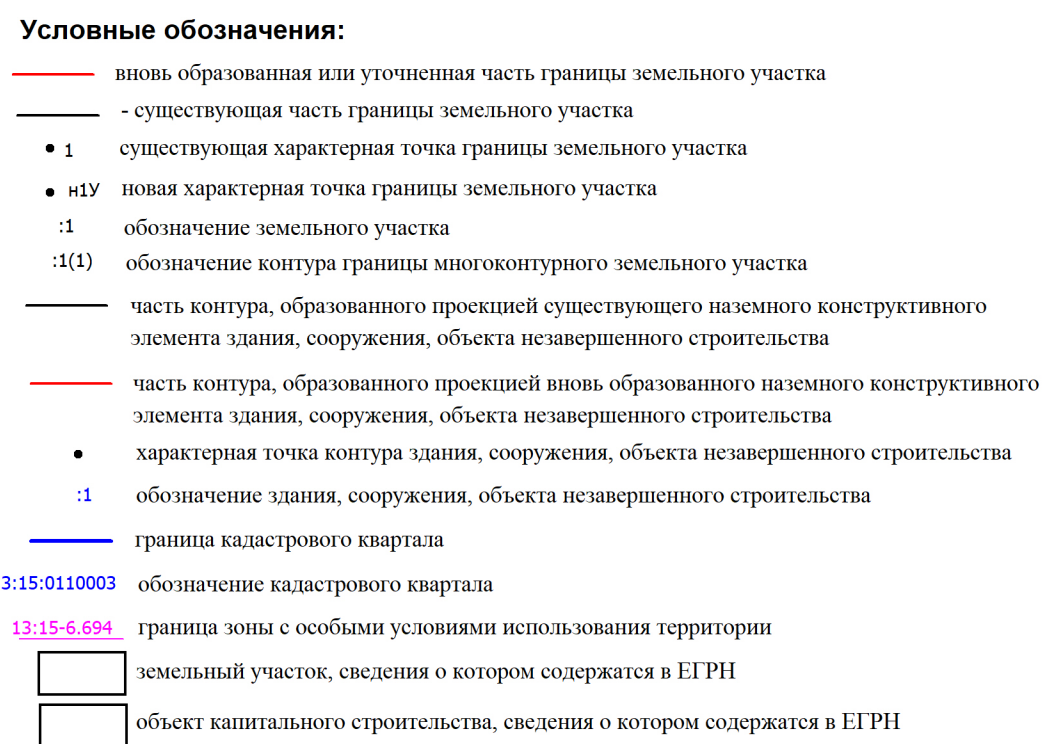 Условные обозначения:
вновь образованная или уточненная часть границы земельного участка
- существующая часть границы земельного участка
1 существующая характерная точка границы земельного участка
н1У новая характерная точка границы земельного участка
:1 обозначение земельного участка
:1(1) обозначение контура границы многоконтурного земельного участка
часть контура, образованного проекцией существующего наземного конструктивного
элемента здания, сооружения, объекта незавершенного строительства
часть контура, образованного проекцией вновь образованного наземного конструктивного
элемента здания, сооружения, объекта незавершенного строительства
характерная точка контура здания, сооружения, объекта незавершенного строительства
:1 обозначение здания, сооружения, объекта незавершенного строительства
граница кадастрового квартала
3:15:0110003 обозначение кадастрового квартала
13:15-6.694 граница зоны с особыми условиями использования территории
земельный участок, сведения о котором содержатся в ЕГРН
объект капитального строительства, сведения о котором содержатся в ЕГРН